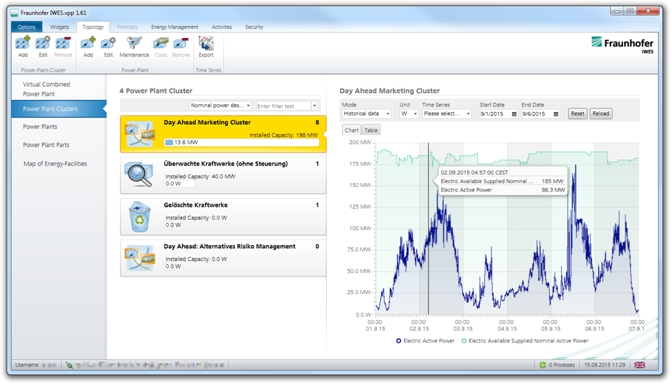 Fraunhofer IWES.vpp 1.61
Options Widgets Topology Forecasts Energy Management Activities Security
Add Edit Remove Add Edit Maintenance Costs Remove Export
Power-Plant-Cluster Power-Plant Time Series
Fraunhofer
IWES
Virtual Combined
Power Plant
Power Plant Clusters
Power Plants
Power Plant Parts
Map of Energy-Facilities
4 Power Plant Cluster
Nominal power des... Enter filter text
Day Ahead Marketing Cluster 8
Installed Capacity: 198 MW
13.6 MW
Überwachte Kraftwerke (ohne Steuerung) 1
Installed Capacity: 40.0 MW
0.0 W
Gelöschte Kraftwerke 1
Installed Capacity: 0.0 W
0.0 W
Day Ahead: Alternatives Risiko Management 0
Installed Capacity: 0.0 W
0.0 W
Day Ahead Marketing Cluster
Mode Unit Time Series Start Date End Date
Historical data W Please select... 9/1/2015 9/6/2015 Reset Reload
Chart Table
200 MW
175 MW
150 MW
125 MW
100 MW
75.0 MW
50.0 MW
25.0 MW
0.0 W
02.09.2015 04:57:00 CEST
Electric Available Supplied Nominal ... 185 MW
Electric Active Power 86.3 MW
00:00 00:00 00:00 00:00 00:00 00:00 00:00
01.9.15 02.9.15 03.9.15 04.9.15 05.9.15 06.9.15 07.9.1
Electric Active Power Electric Available Supplied Nominal Active Power
Username:
0 Processes 15.09.2015 11:29